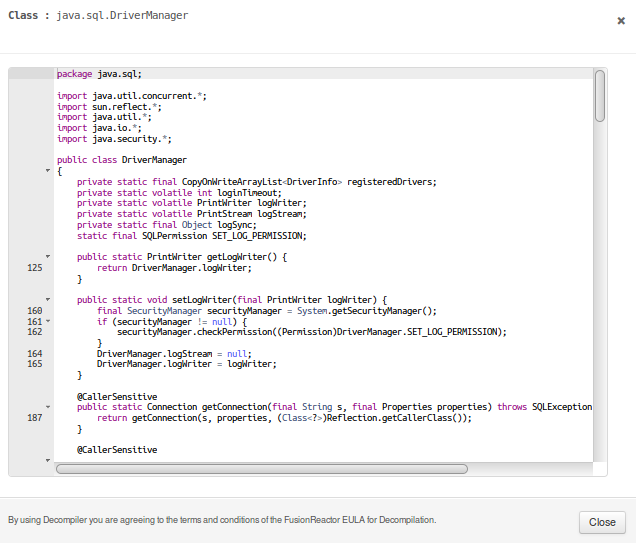 Class : java.sql.DriverManager
×
package java.sql;
import java.util.concurrent.*;
import sun.reflect.*;
import java.util.*;
import java.io.*;
import java.security.*;
public class DriverManager
{
private static final CopyOnWriteArrayList<DriverInfo> registeredDrivers;
private static volatile int loginTimeout;
private static volatile PrintWriter logWriter;
private static volatile PrintStream logStream;
private static final Object logSync;
static final SQLPermission SET_LOG_PERMISSION;
public static PrintWriter getLogWriter() {
125 return DriverManager.logWriter;
}
public static void setLogWriter(final PrintWriter logWriter) {
160 final SecurityManager securityManager = System.getSecurityManager();
161 if (securityManager != null) {
162 securityManager.checkPermission((Permission)DriverManager.SET_LOG_PERMISSION);
}
164 DriverManager.logStream = null;
165 DriverManager.logWriter = logWriter;
}
@CallerSensitive
public static Connection getConnection(final String s, final Properties properties) throws SQLException
187 return getConnection(s, properties, (Class<?>)Reflection.getCallerClass());
}
@CallerSensitive
By using Decompiler you are agreeing to the terms and conditions of the FusionReactor EULA for Decompilation.
Close